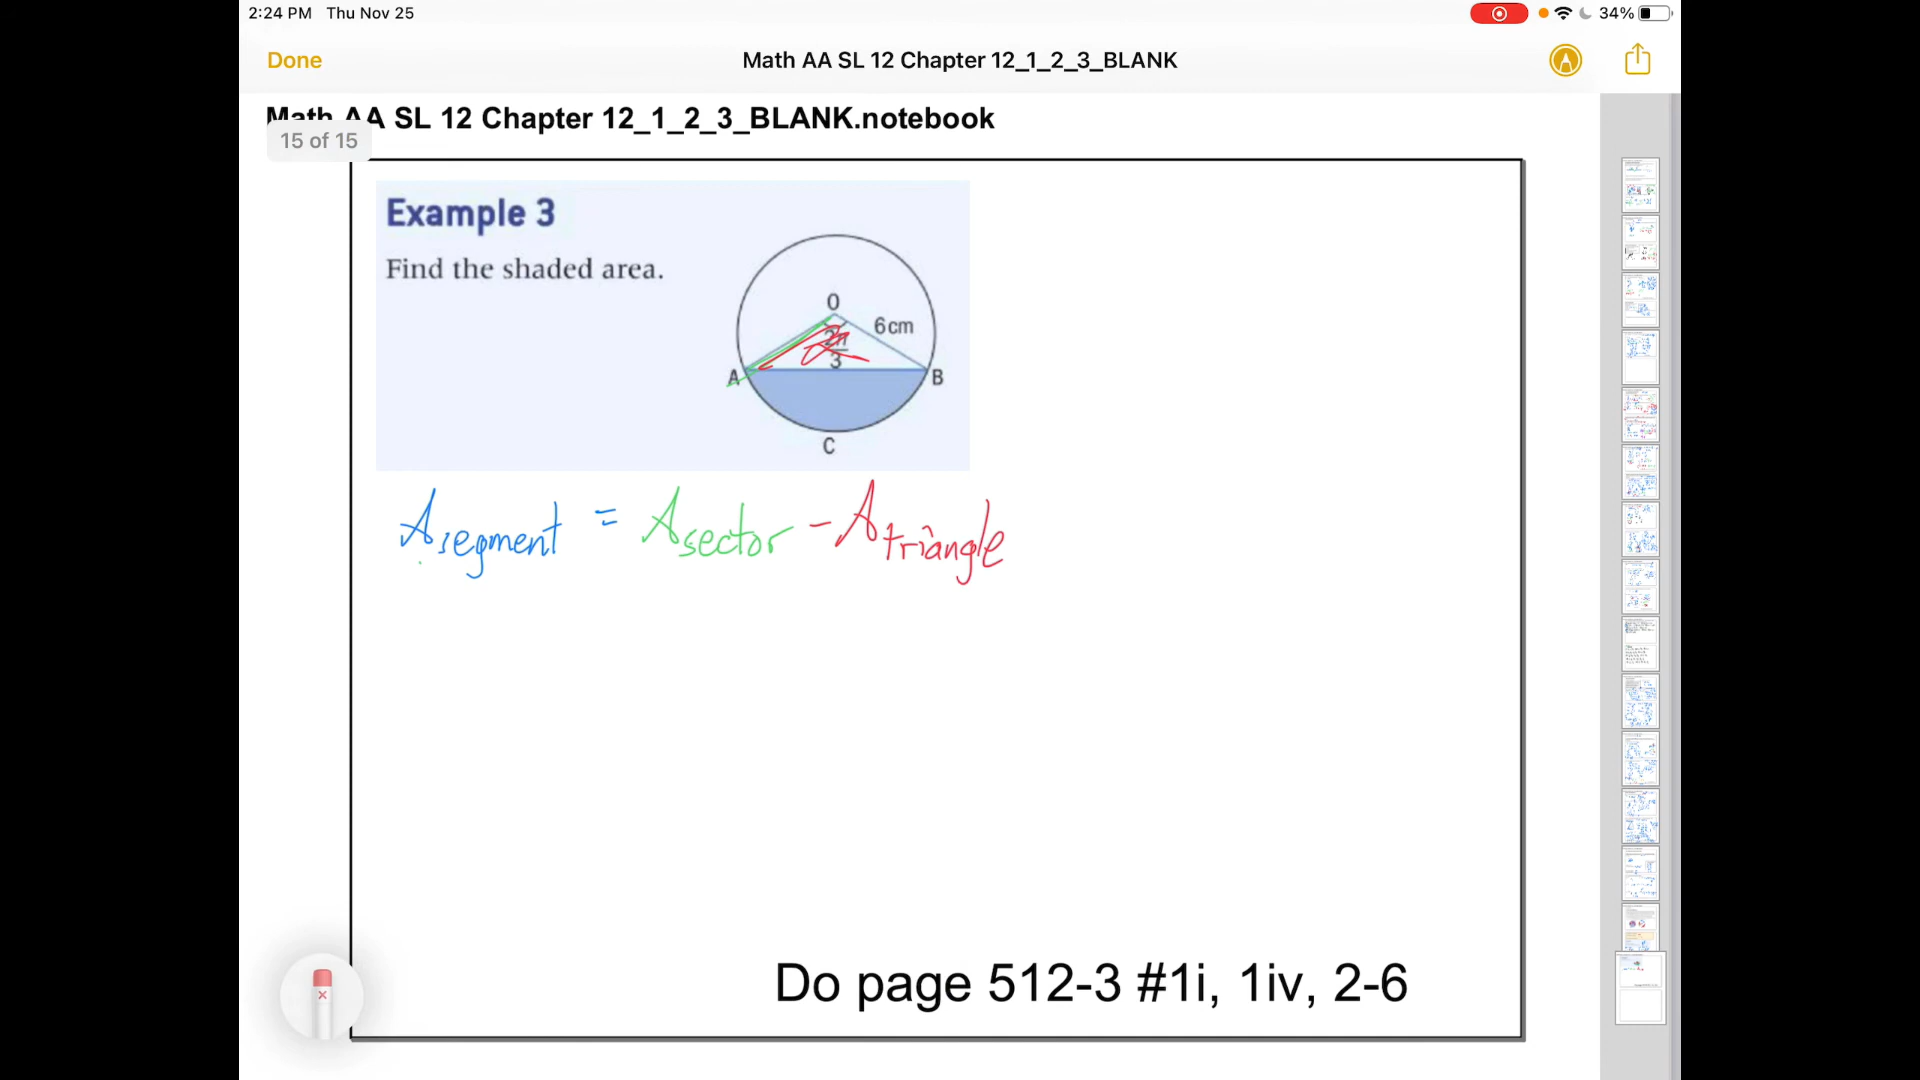 2:24 PM Thu Nov 25
34%
Done
Math AA SL 12 Chapter 12_1_2_3_BLANK
Math AA SL 12 Chapter 12_1_2_3_BLANK.notebook
15 of 15
Example 3
Find the shaded area.
O
6 cm
2π
3
A
B
C
Asegment = Asector - Atriangle
Do page 512-3 #1i, 1iv, 2-6